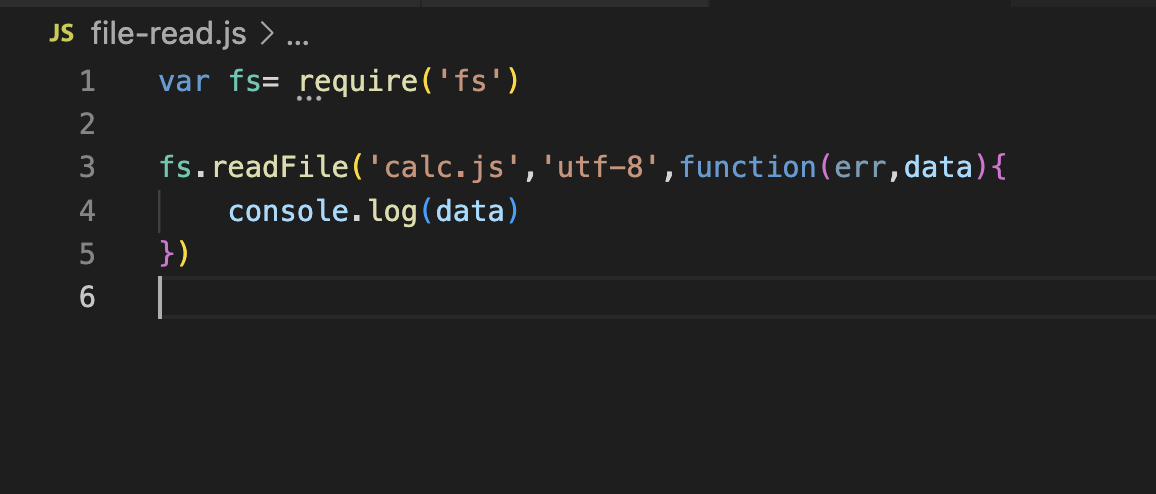 JS file-read.js > ...
1 var fs= require('fs')
2
3 fs.readFile('calc.js','utf-8',function(err,data){
4     console.log(data)
5 })
6